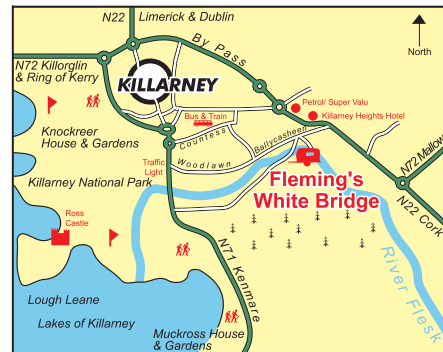 N22
Limerick & Dublin
By Pass
North
N72 Killorglin
& Ring of Kerry
KILLARNEY
Petrol/ Super Valu
Killarney Heights Hotel
Bus & Train
Countess
Ballycasheen
Knockreer
House & Gardens
Traffic
Light
Woodlawn
N72 Mallow
Killarney National Park
Fleming's
White Bridge
N22 Cork
Ross
Castle
N71 Kenmare
River Flesk
Lough Leane
Lakes of Killarney
Muckross House
& Gardens